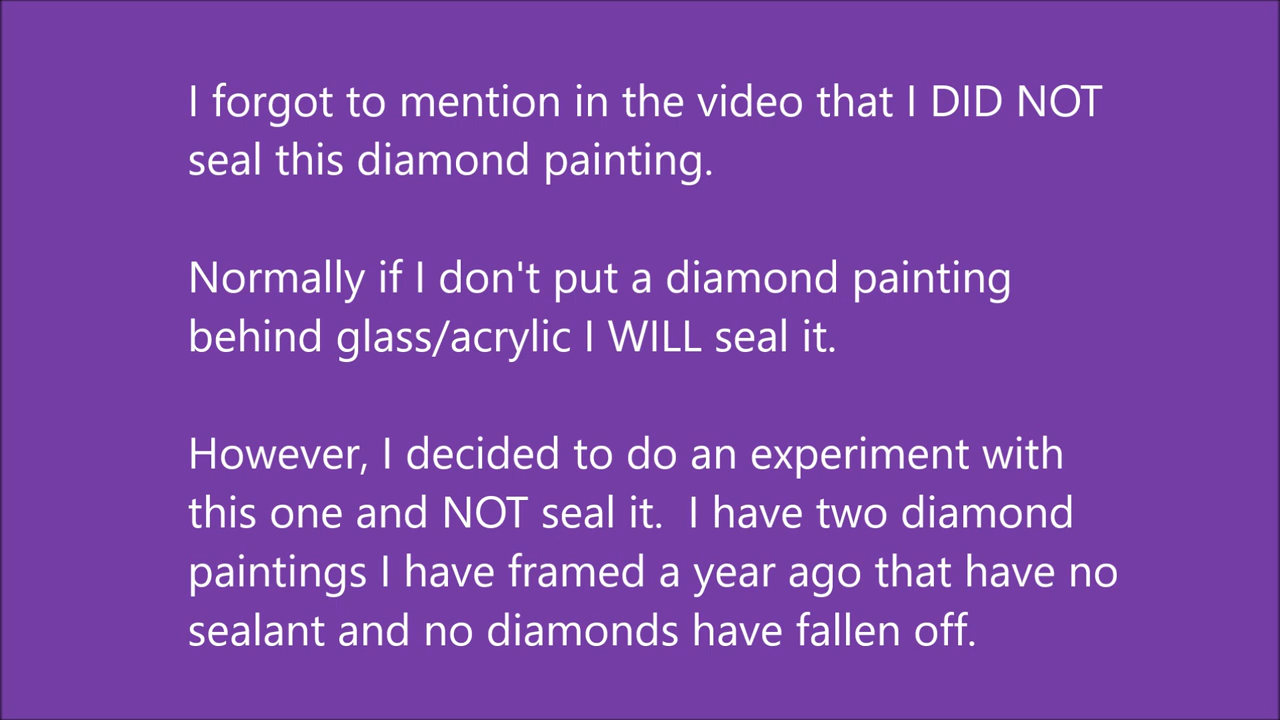 I forgot to mention in the video that I DID NOT
seal this diamond painting.
Normally if I don't put a diamond painting
behind glass/acrylic I WILL seal it.
However, I decided to do an experiment with
this one and NOT seal it.  I have two diamond
paintings I have framed a year ago that have no
sealant and no diamonds have fallen off.